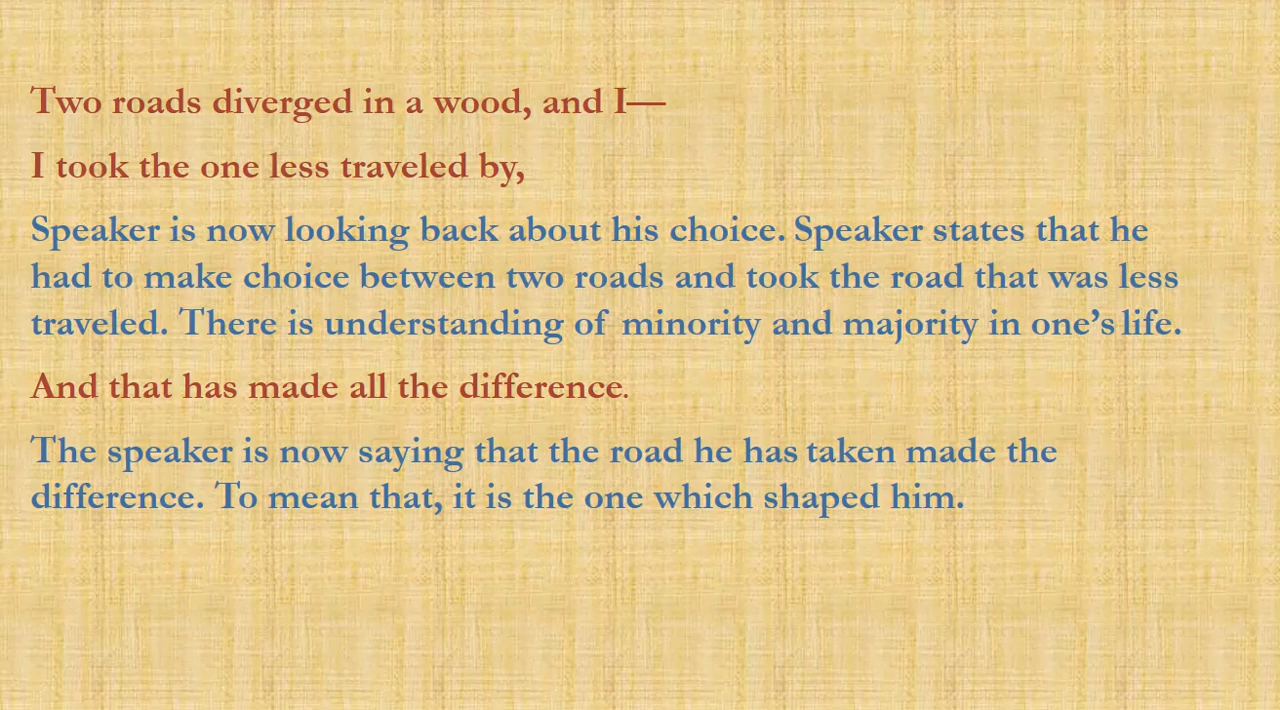 Two roads diverged in a wood, and I—
I took the one less traveled by,
Speaker is now looking back about his choice. Speaker states that he
had to make choice between two roads and took the road that was less
traveled. There is understanding of minority and majority in one’s life.
And that has made all the difference.
The speaker is now saying that the road he has taken made the
difference. To mean that, it is the one which shaped him.